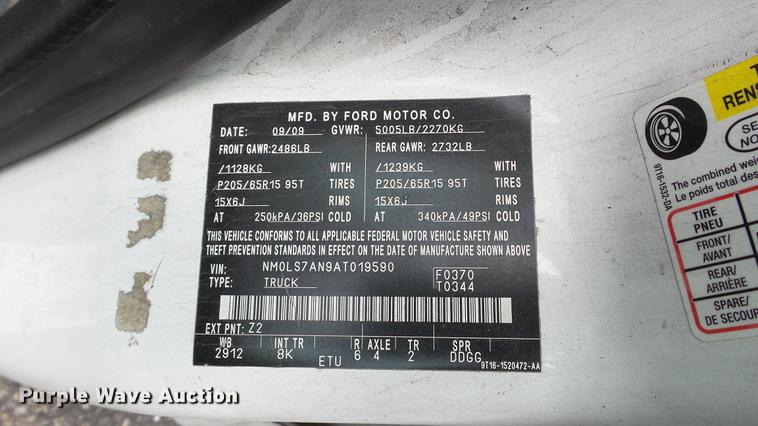 MFD. BY FORD MOTOR CO.
DATE: 09/09 GVWR: 5005LB/2270KG
FRONT GAWR: 2486LB REAR GAWR: 2732LB
/1128KG WITH /1239KG WITH
P205/65R15 95T TIRES P205/65R15 95T TIRES
15X6J RIMS 15X6J RIMS
AT 250kPA/36PSI COLD AT 340kPA/49PSI COLD
THIS VEHICLE CONFORMS TO ALL APPLICABLE FEDERAL MOTOR VEHICLE SAFETY AND
THEFT PREVENTION STANDARDS IN EFFECT ON THE DATE OF MANUFACTURE SHOWN ABOVE.
VIN: NM0LS7AN9AT019590 F0370
TYPE: TRUCK T0344
EXT PNT: Z2
WB INT TR R AXLE TR SPR
2912 8K 6 4 2 DDGG
ETU
9T16-1520472-AA
9T16-1532-DA
RENS
SE
NO
The combined weig
Le poids total des
TIRE
PNEU
FRONT/
AVANT
REAR/
ARRIÈRE
SPARE/
DE SECOUR
Purple Wave Auction